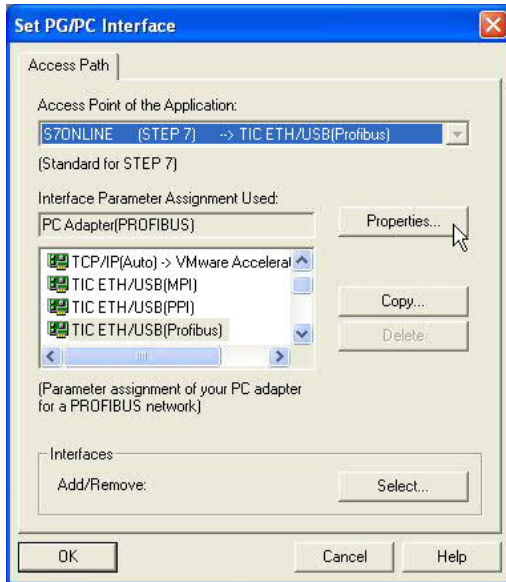 Set PG/PC Interface
Access Path
Access Point of the Application:
S7ONLINE (STEP 7) --> TIC ETH/USB(Profibus)
(Standard for STEP 7)
Interface Parameter Assignment Used:
PC Adapter(PROFIBUS)
Properties...
TCP/IP(Auto) -> VMware Accelerat
TIC ETH/USB(MPI)
TIC ETH/USB(PPI)
TIC ETH/USB(Profibus)
Copy...
Delete
(Parameter assignment of your PC adapter
for a PROFIBUS network)
Interfaces
Add/Remove:
Select...
OK
Cancel
Help